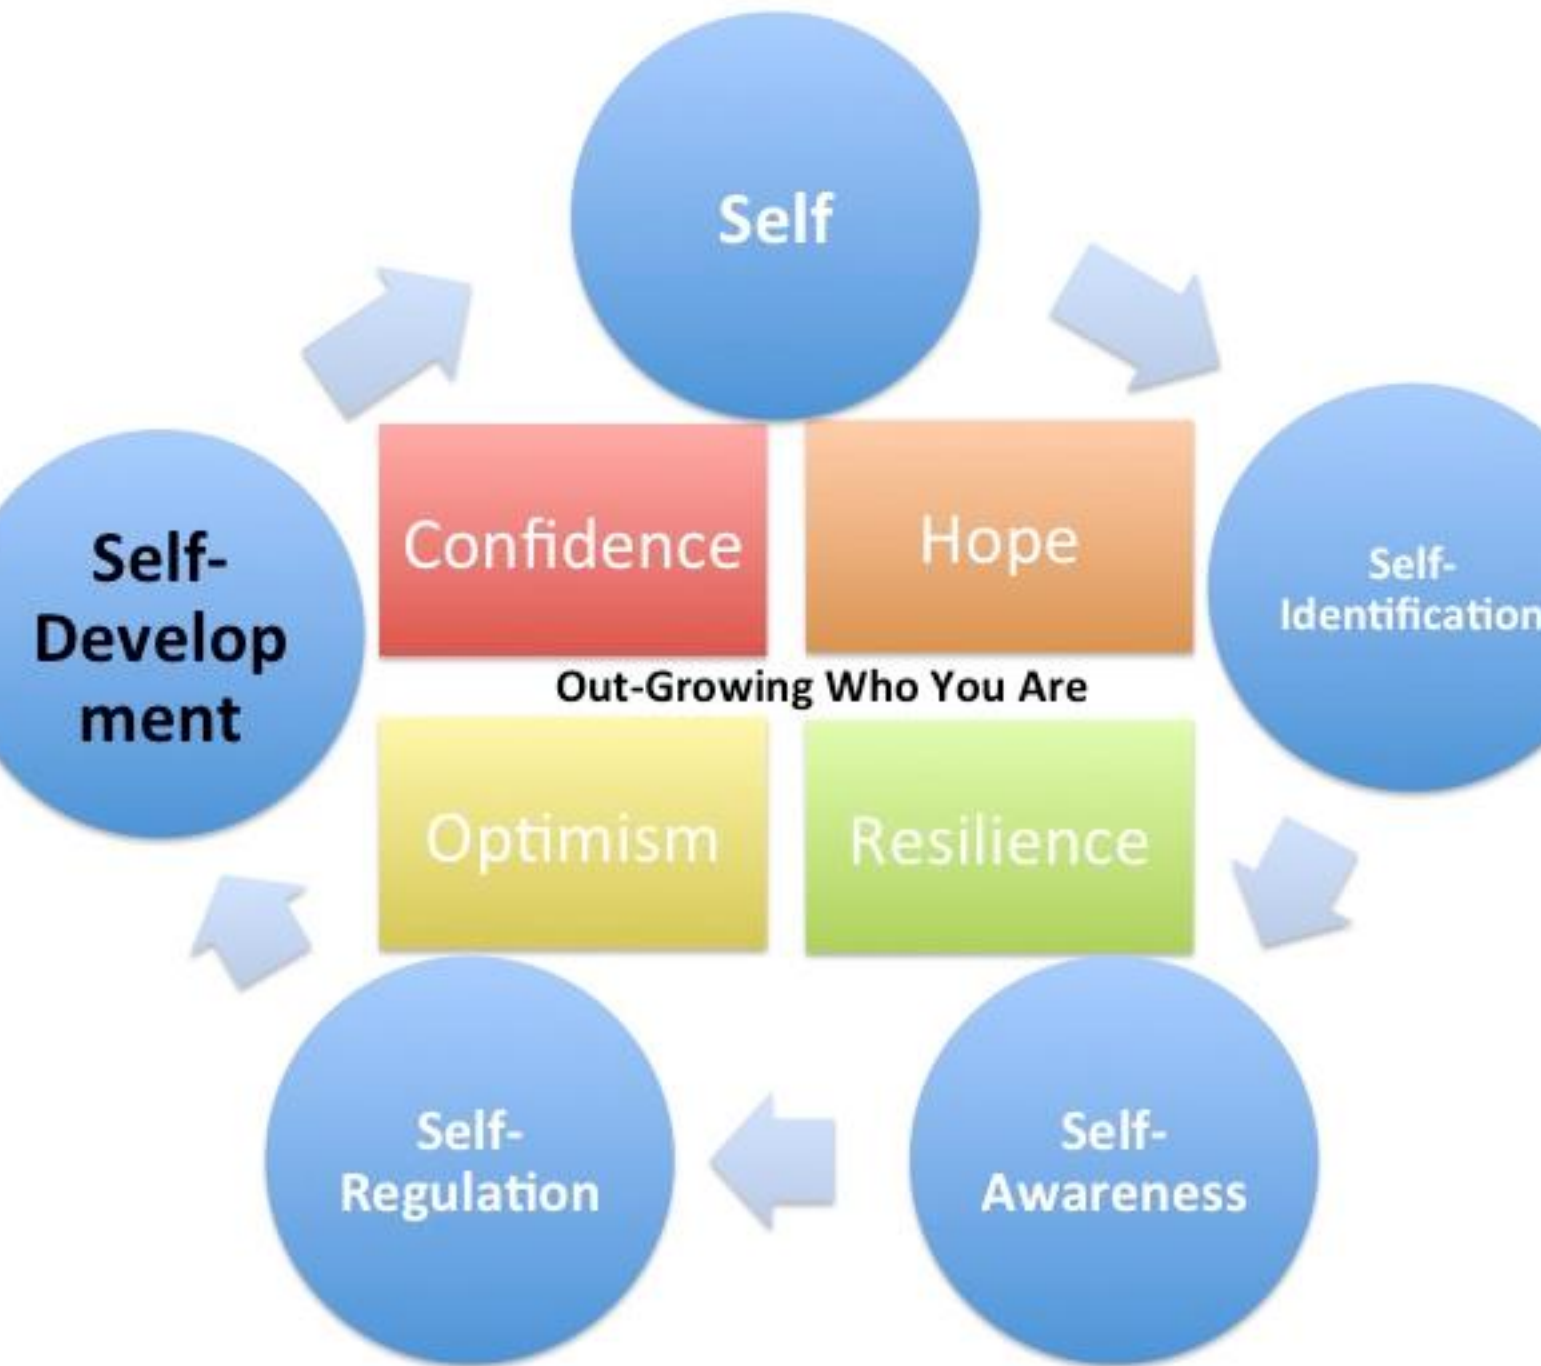 Self
Confidence
Hope
Self-
Develop
ment
Self-
Identification
Out-Growing Who You Are
Optimism
Resilience
Self-
Regulation
Self-
Awareness